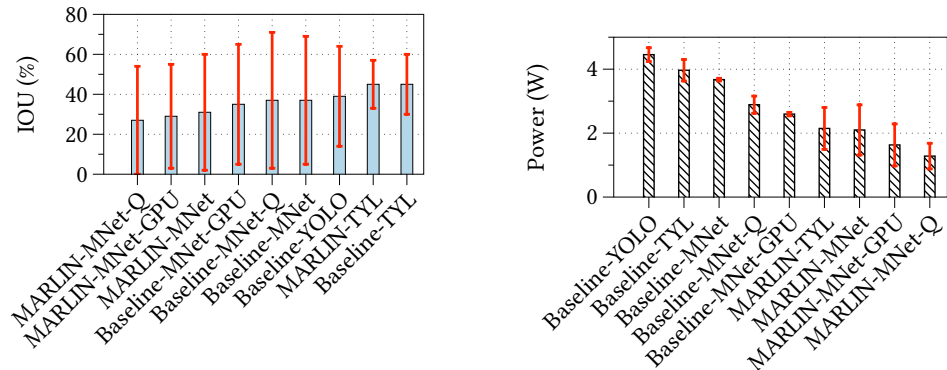 80
60
40
20
0
IOU (%)
MARLIN-MNet-Q
MARLIN-MNet-GPU
MARLIN-MNet
Baseline-MNet-GPU
Baseline-MNet-Q
Baseline-MNet
Baseline-YOLO
MARLIN-TYL
Baseline-TYL
4
2
0
Power (W)
Baseline-YOLO
Baseline-TYL
Baseline-MNet
Baseline-MNet-Q
Baseline-MNet-GPU
MARLIN-TYL
MARLIN-MNet
MARLIN-MNet-GPU
MARLIN-MNet-Q